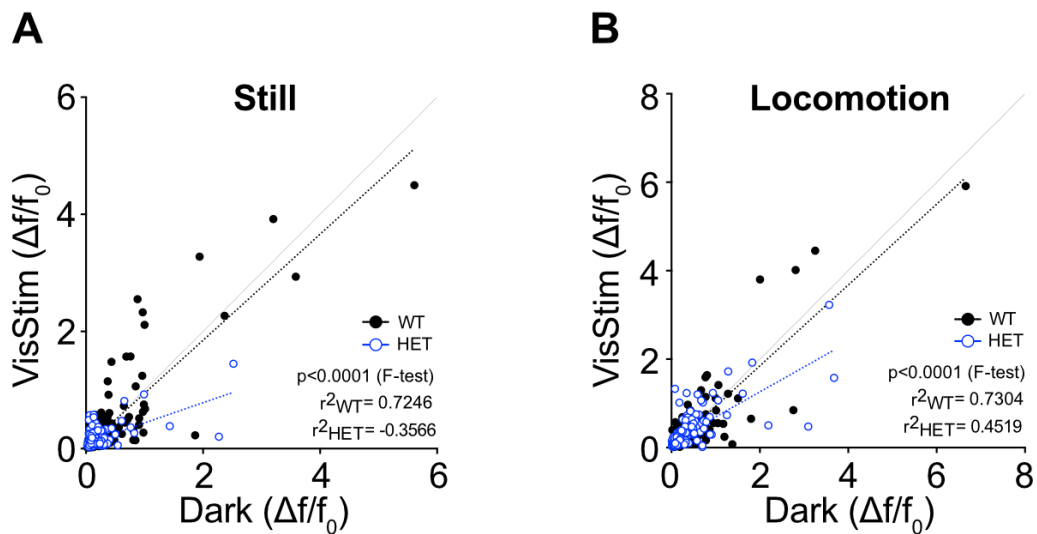 A
Still
6
4
2
0
VisStim (Δf/f₀)
WT
HET
p<0.0001 (F-test)
r²WT= 0.7246
r²HET= -0.3566
0 2 4 6
Dark (Δf/f₀)
B
Locomotion
8
6
4
2
0
VisStim (Δf/f₀)
WT
HET
p<0.0001 (F-test)
r²WT= 0.7304
r²HET= 0.4519
0 2 4 6 8
Dark (Δf/f₀)